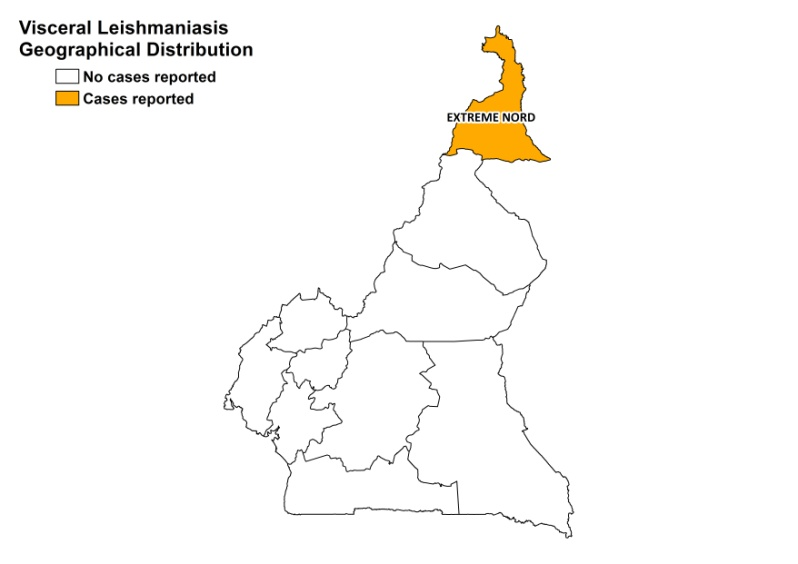 Visceral Leishmaniasis
Geographical Distribution
No cases reported
Cases reported
EXTREME NORD